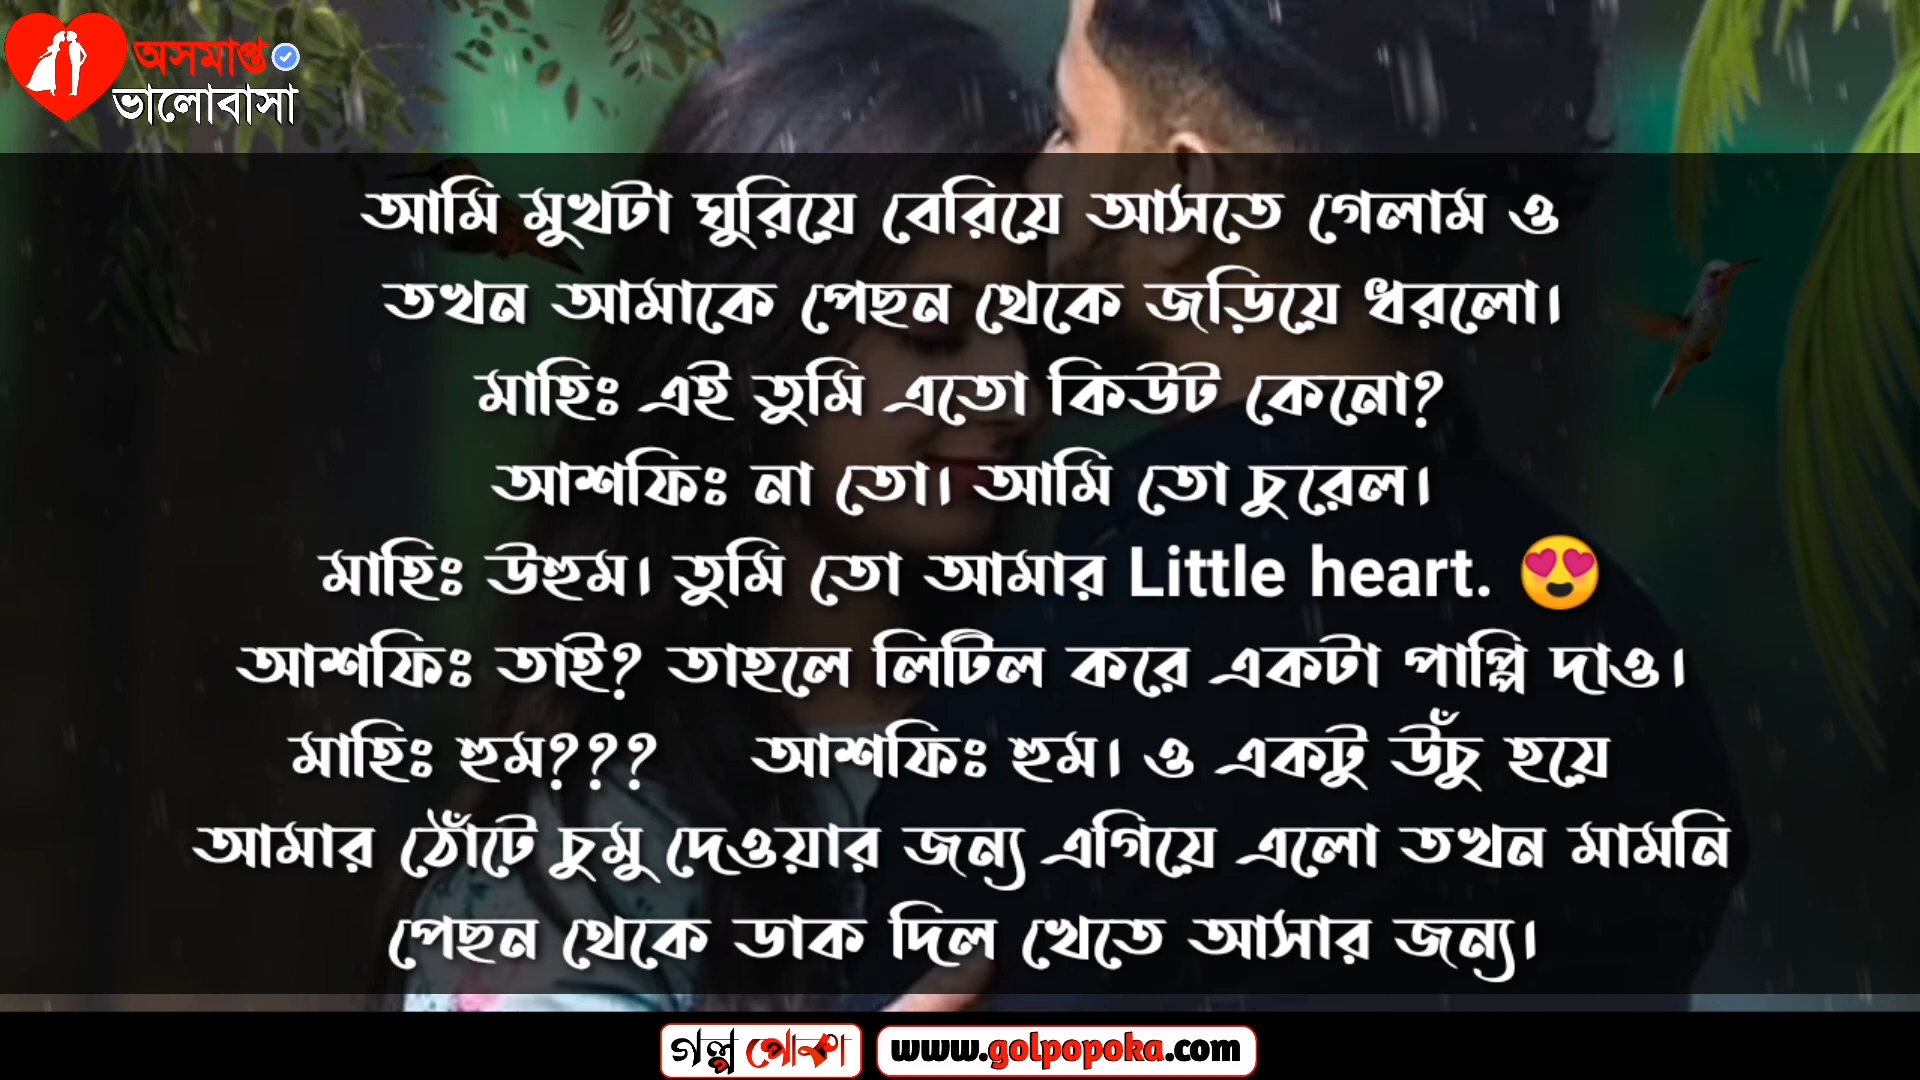 অসমাপ্ত
ভালোবাসা
আমি মুখটা ঘুরিয়ে বেরিয়ে আসতে গেলাম ও
তখন আমাকে পেছন থেকে জড়িয়ে ধরলো।
মাহিঃ এই তুমি এতো কিউট কেনো?
আশফিঃ না তো। আমি তো চুরেল।
মাহিঃ উহুম। তুমি তো আমার Little heart. 😍
আশফিঃ তাই? তাহলে লিটিল করে একটা পাপ্পি দাও।
মাহিঃ হুম??? আশফিঃ হুম। ও একটু উঁচু হয়ে
আমার ঠোঁটে চুমু দেওয়ার জন্য এগিয়ে এলো তখন মামনি
পেছন থেকে ডাক দিল খেতে আসার জন্য।
গল্প পোকা www.golpopoka.com